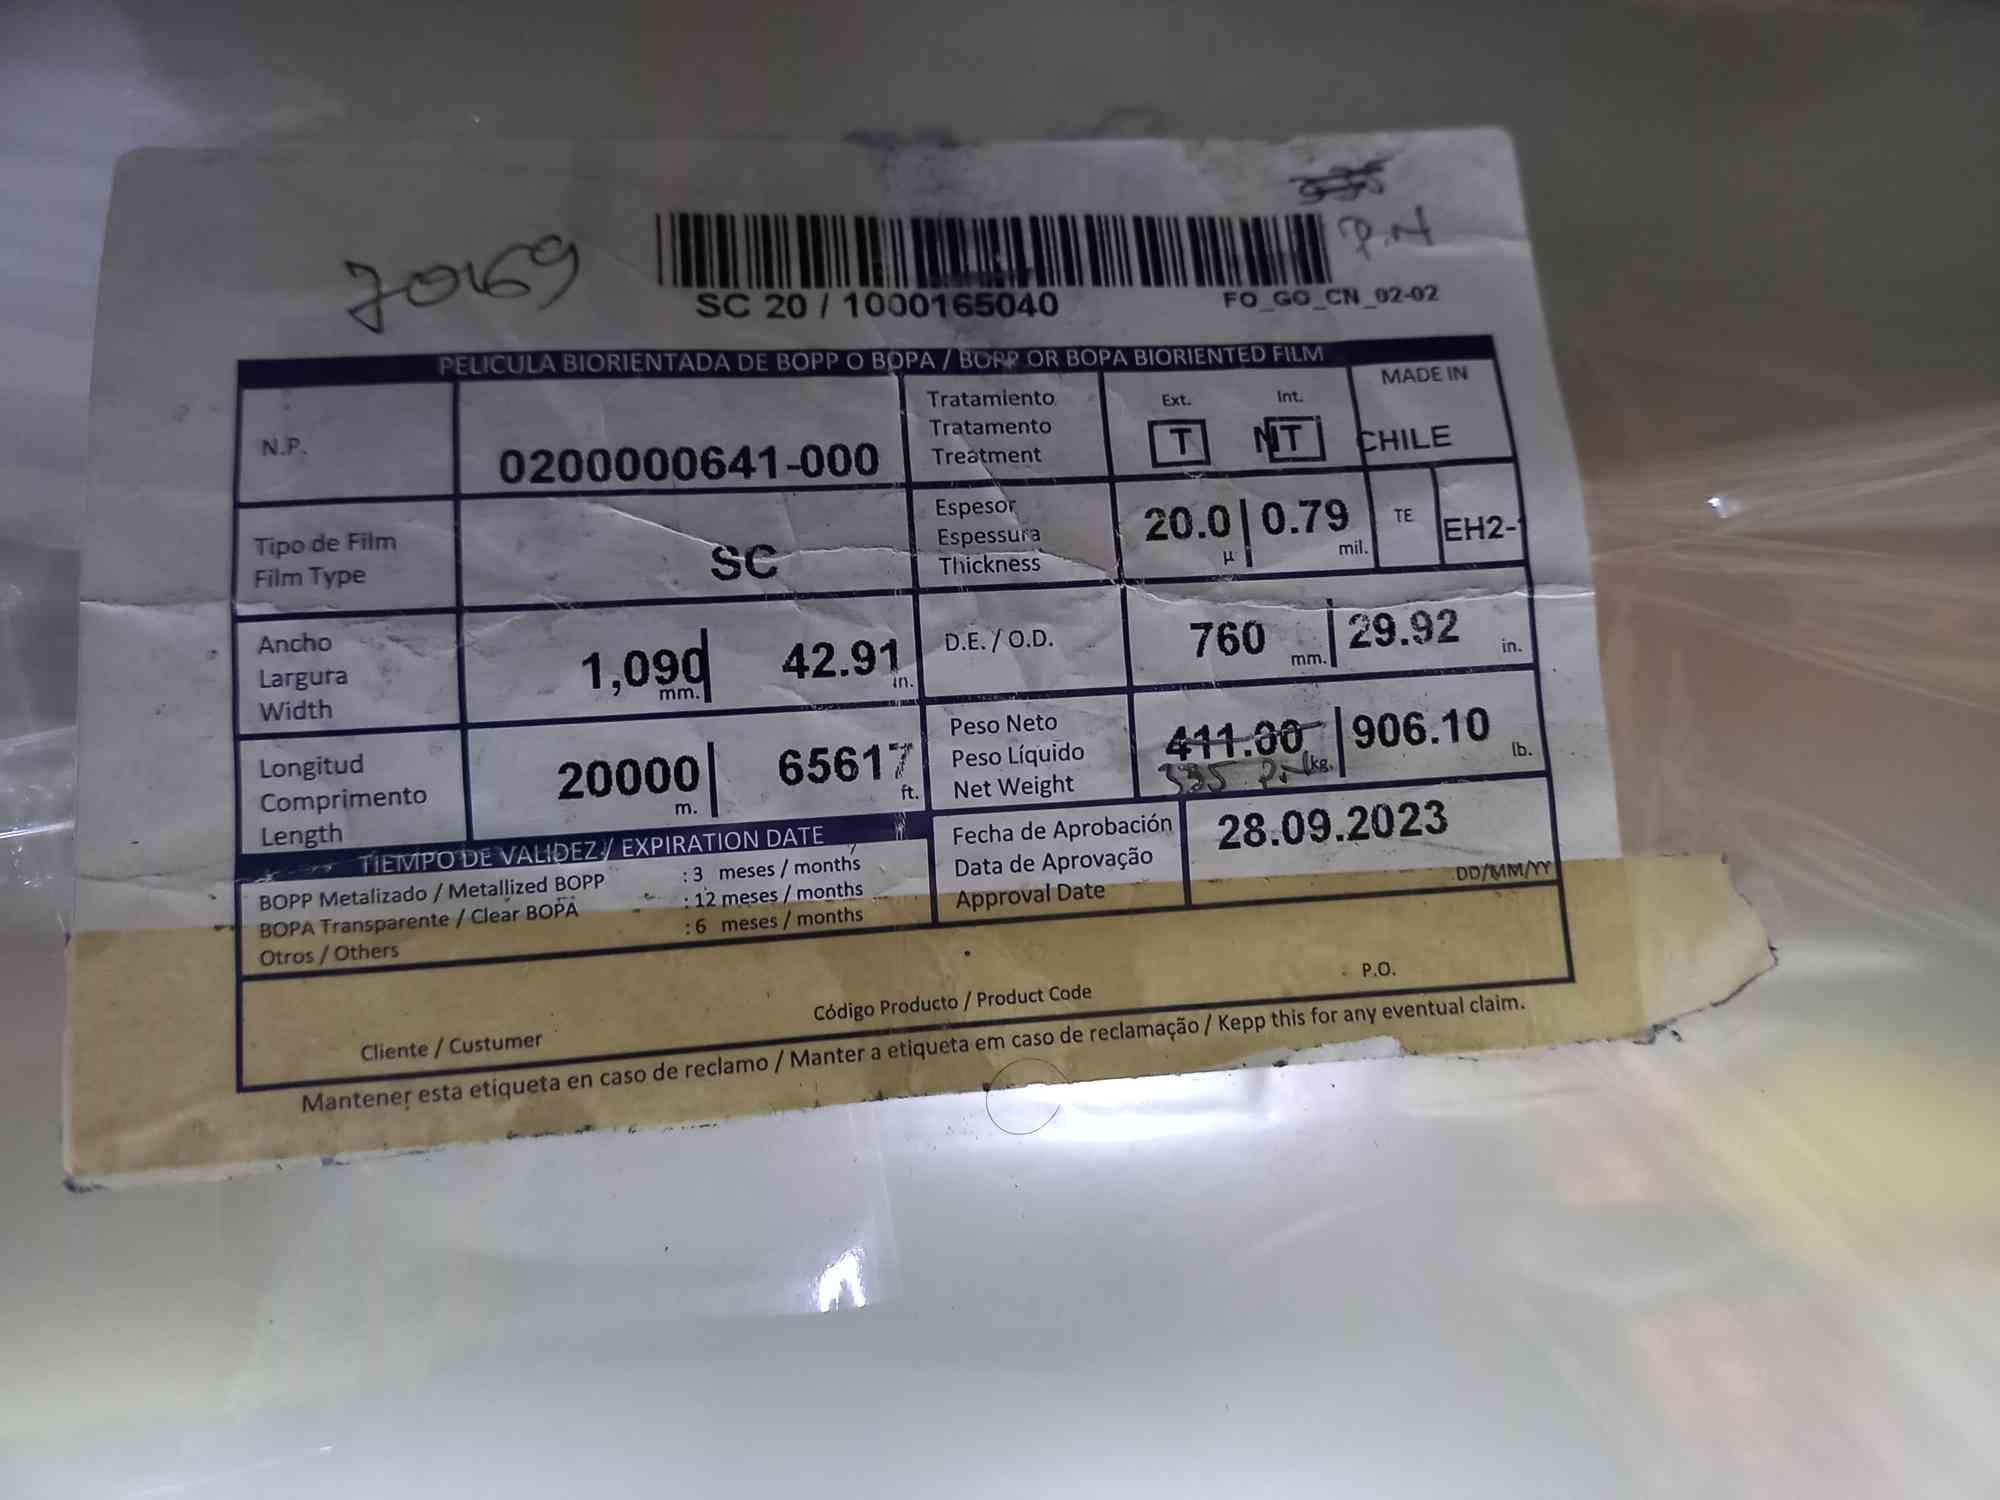 70169
P.N
SC 20 / 1000165040
FO_GO_CN_02-02
PELICULA BIORIENTADA DE BOPP O BOPA / BOPP OR BOPA BIORIENTED FILM
N.P.
0200000641-000
Tratamiento
Tratamento
Treatment
Ext.
T
Int.
NT
MADE IN
CHILE
Tipo de Film
Film Type
SC
Espesor
Espessura
Thickness
20.0 | 0.79
µ mil.
TE
EH2-
Ancho
Largura
Width
1,090 42.91
mm. in.
D.E. / O.D.
760 mm. 29.92 in.
Longitud
Comprimento
Length
20000 65617
m. ft.
Peso Neto
Peso Líquido
Net Weight
411.00 kg. 906.10 lb.
335 P.N
TIEMPO DE VALIDEZ / EXPIRATION DATE
BOPP Metalizado / Metallized BOPP : 3 meses / months
BOPA Transparente / Clear BOPA : 12 meses / months
Otros / Others : 6 meses / months
Fecha de Aprobación
Data de Aprovação
Approval Date
28.09.2023
DD/MM/YY
Cliente / Custumer
Código Producto / Product Code
P.O.
Mantener esta etiqueta en caso de reclamo / Manter a etiqueta em caso de reclamação / Kepp this for any eventual claim.